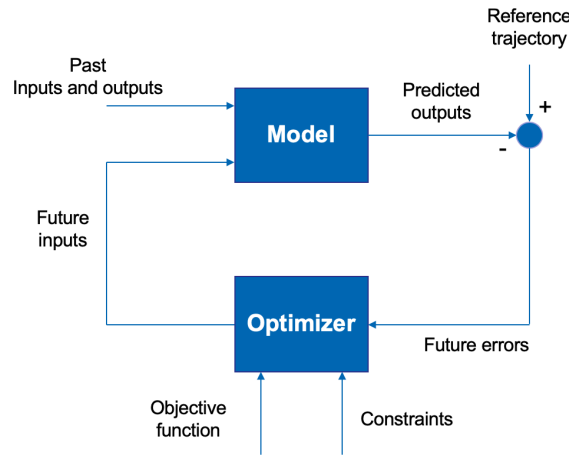 Reference
trajectory
Past
Inputs and outputs
Predicted
outputs
+
Model
-
Future
inputs
Optimizer
Future errors
Objective
function
Constraints